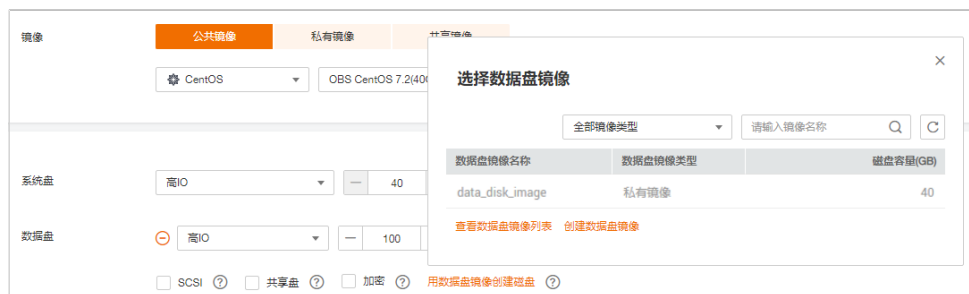 镜像
公共镜像
私有镜像
共享镜像
CentOS
OBS CentOS 7.2(40G
系统盘
高IO
40
数据盘
高IO
100
SCSI
共享盘
加密
用数据盘镜像创建磁盘
选择数据盘镜像
全部镜像类型
请输入镜像名称
数据盘镜像名称 数据盘镜像类型 磁盘容量(GB)
data_disk_image 私有镜像 40
查看数据盘镜像列表 创建数据盘镜像